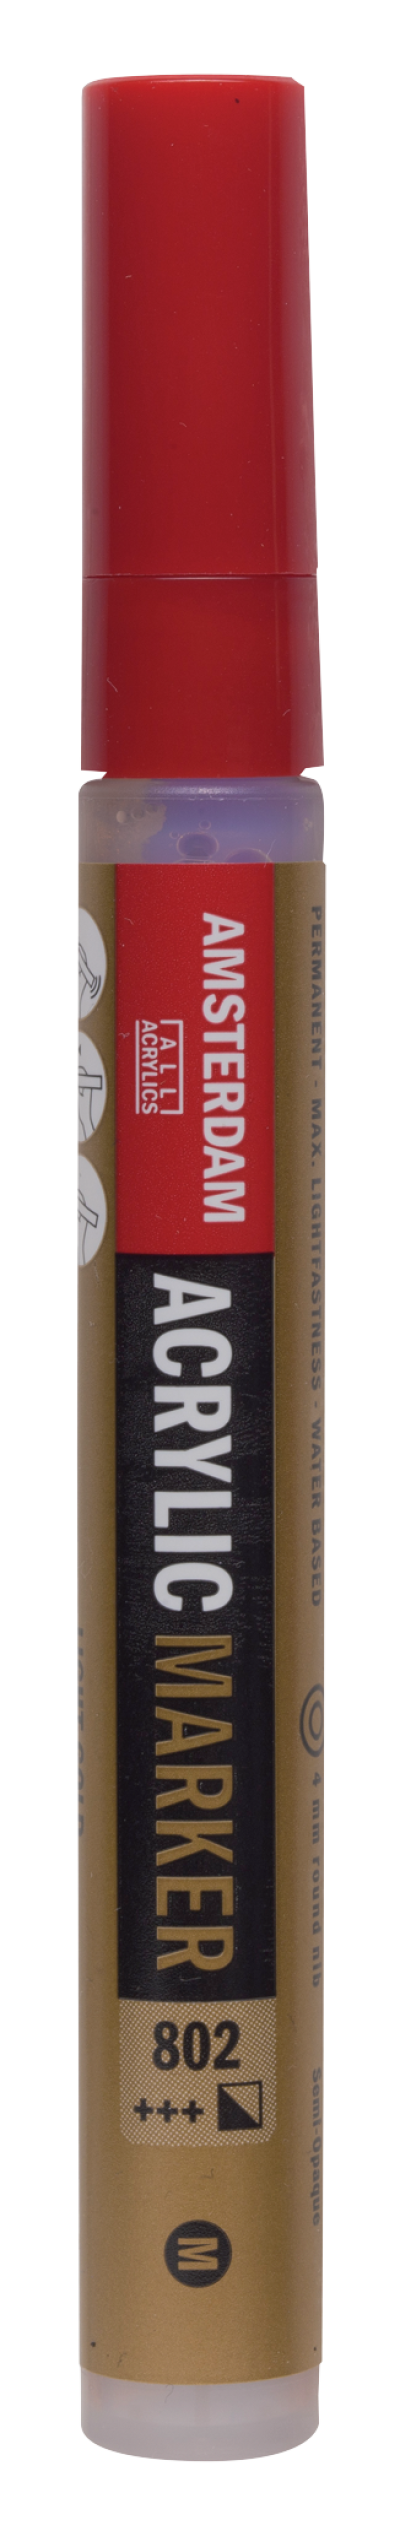 AMSTERDAM
ALL
ACRYLICS
ACRYLIC MARKER
802
+++
M
PERMANENT - MAX. LIGHTFASTNESS - WATER BASED
4 mm round nib
Semi-Opaque